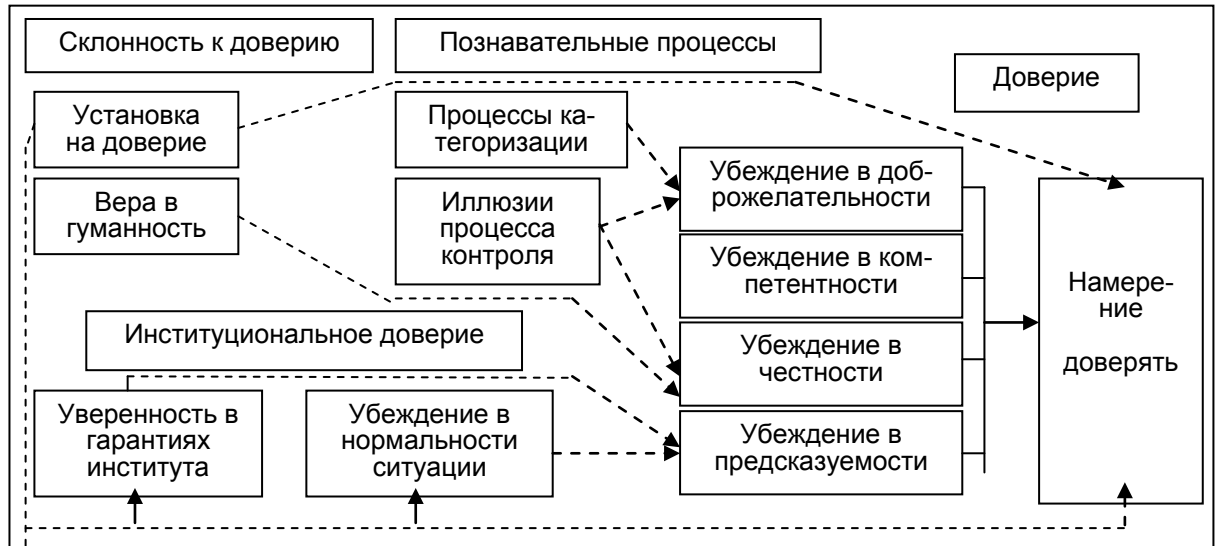 Склонность к доверию
Познавательные процессы
Доверие
Установка
на доверие
Процессы ка-
тегоризации
Вера в
гуманность
Иллюзии
процесса
контроля
Убеждение в доб-
рожелательности
Убеждение в ком-
петентности
Убеждение в
честности
Убеждение в
предсказуемости
Намере-
ние
доверять
Институциональное доверие
Уверенность в
гарантиях
института
Убеждение в
нормальности
ситуации